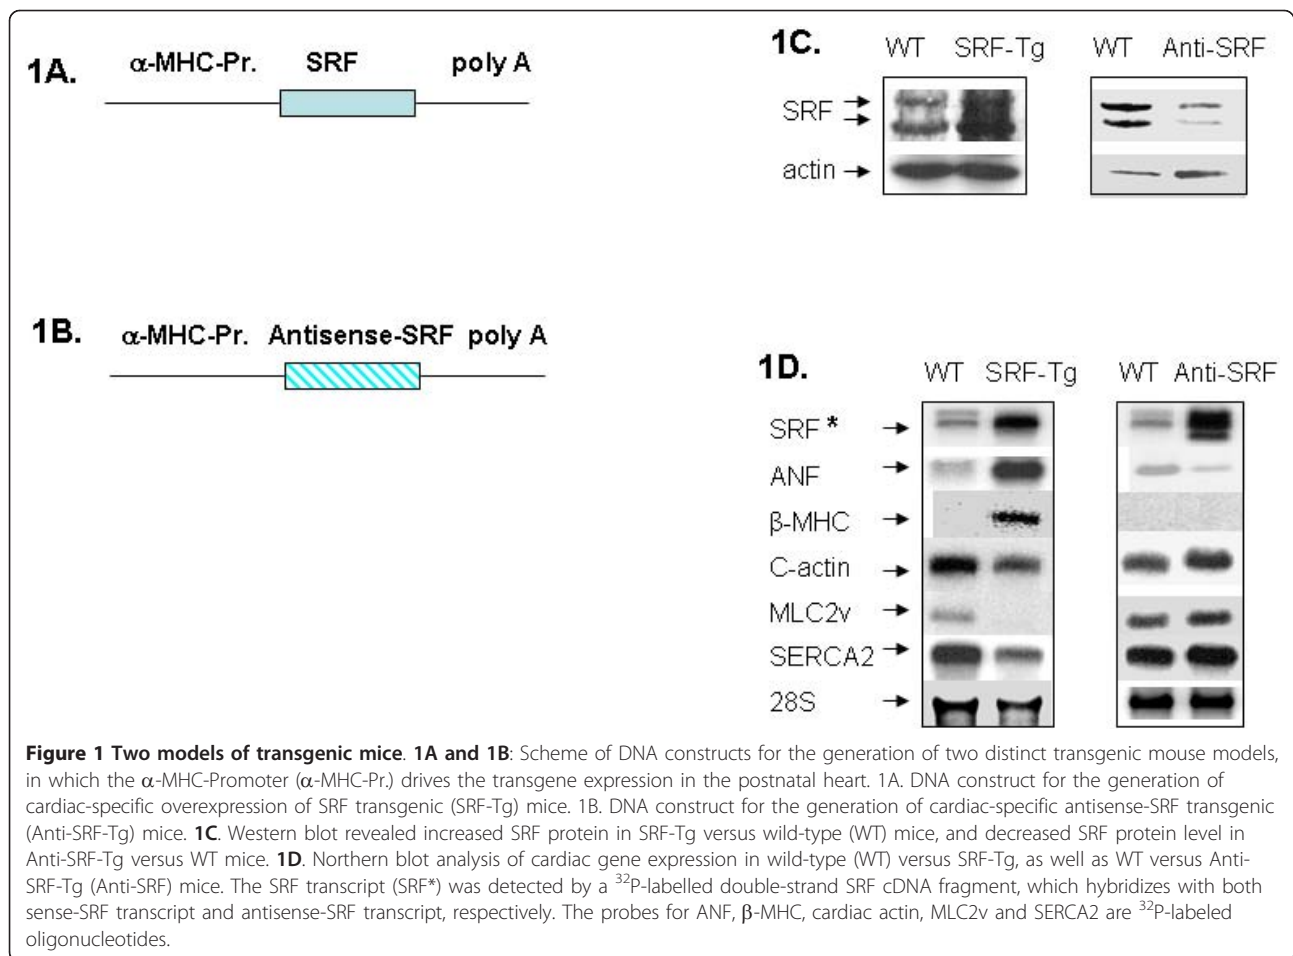 1A.
α-MHC-Pr. SRF poly A
1B.
α-MHC-Pr. Antisense-SRF poly A
1C.
WT SRF-Tg WT Anti-SRF
SRF
actin
1D.
WT SRF-Tg WT Anti-SRF
SRF*
ANF
β-MHC
C-actin
MLC2v
SERCA2
28S
Figure 1 Two models of transgenic mice. 1A and 1B: Scheme of DNA constructs for the generation of two distinct transgenic mouse models,
in which the α-MHC-Promoter (α-MHC-Pr.) drives the transgene expression in the postnatal heart. 1A. DNA construct for the generation of
cardiac-specific overexpression of SRF transgenic (SRF-Tg) mice. 1B. DNA construct for the generation of cardiac-specific antisense-SRF transgenic
(Anti-SRF-Tg) mice. 1C. Western blot revealed increased SRF protein in SRF-Tg versus wild-type (WT) mice, and decreased SRF protein level in
Anti-SRF-Tg versus WT mice. 1D. Northern blot analysis of cardiac gene expression in wild-type (WT) versus SRF-Tg, as well as WT versus Anti-
SRF-Tg (Anti-SRF) mice. The SRF transcript (SRF*) was detected by a ³²P-labelled double-strand SRF cDNA fragment, which hybridizes with both
sense-SRF transcript and antisense-SRF transcript, respectively. The probes for ANF, β-MHC, cardiac actin, MLC2v and SERCA2 are ³²P-labeled
oligonucleotides.